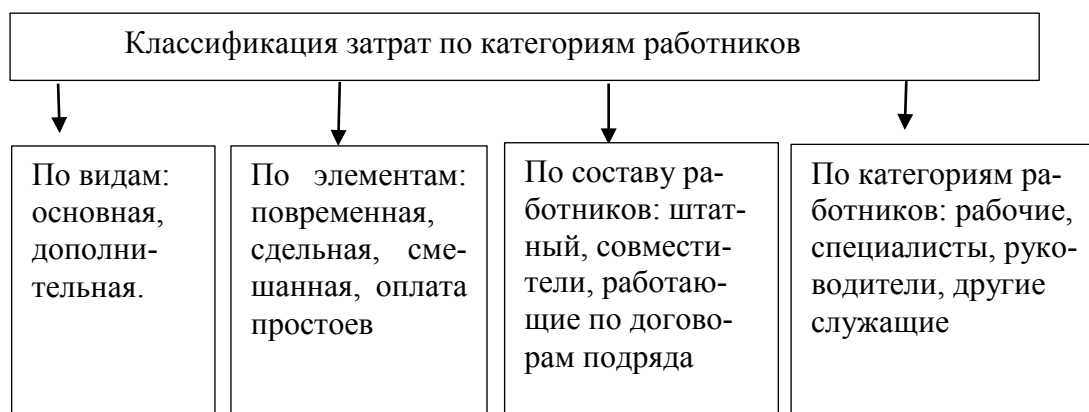 Классификация затрат по категориям работников
По видам:
основная,
дополни-
тельная.
По элементам:
повременная,
сдельная, сме-
шанная, оплата
простоев
По составу ра-
ботников: штат-
ный, совмести-
тели, работаю-
щие по догово-
рам подряда
По категориям ра-
ботников: рабочие,
специалисты, руко-
водители, другие
служащие